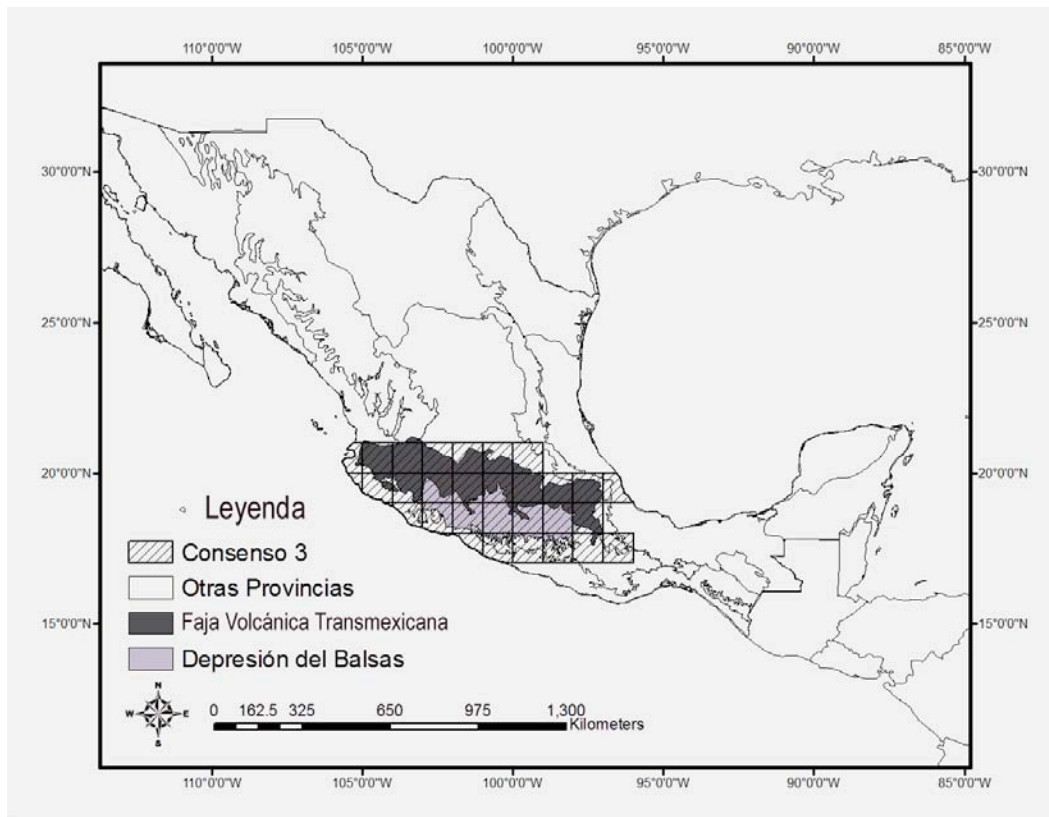 110°0'0"W 105°0'0"W 100°0'0"W 95°0'0"W 90°0'0"W 85°0'0"W
30°0'0"N 30°0'0"N
25°0'0"N 25°0'0"N
20°0'0"N 20°0'0"N
Leyenda
Consenso 3
Otras Provincias
Faja Volcánica Transmexicana
15°0'0"N 15°0'0"N
Depresión del Balsas
N
W E
S
0 162.5 325 650 975 1,300
Kilometers
110°0'0"W 105°0'0"W 100°0'0"W 95°0'0"W 90°0'0"W 85°0'0"W